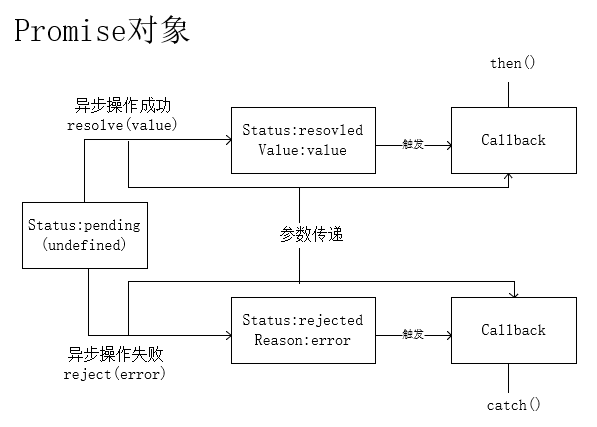 Promise对象
then()
异步操作成功
resolve(value)
Status:resovled
Value:value
触发
Callback
Status:pending
(undefined)
参数传递
Status:rejected
Reason:error
触发
Callback
异步操作失败
reject(error)
catch()